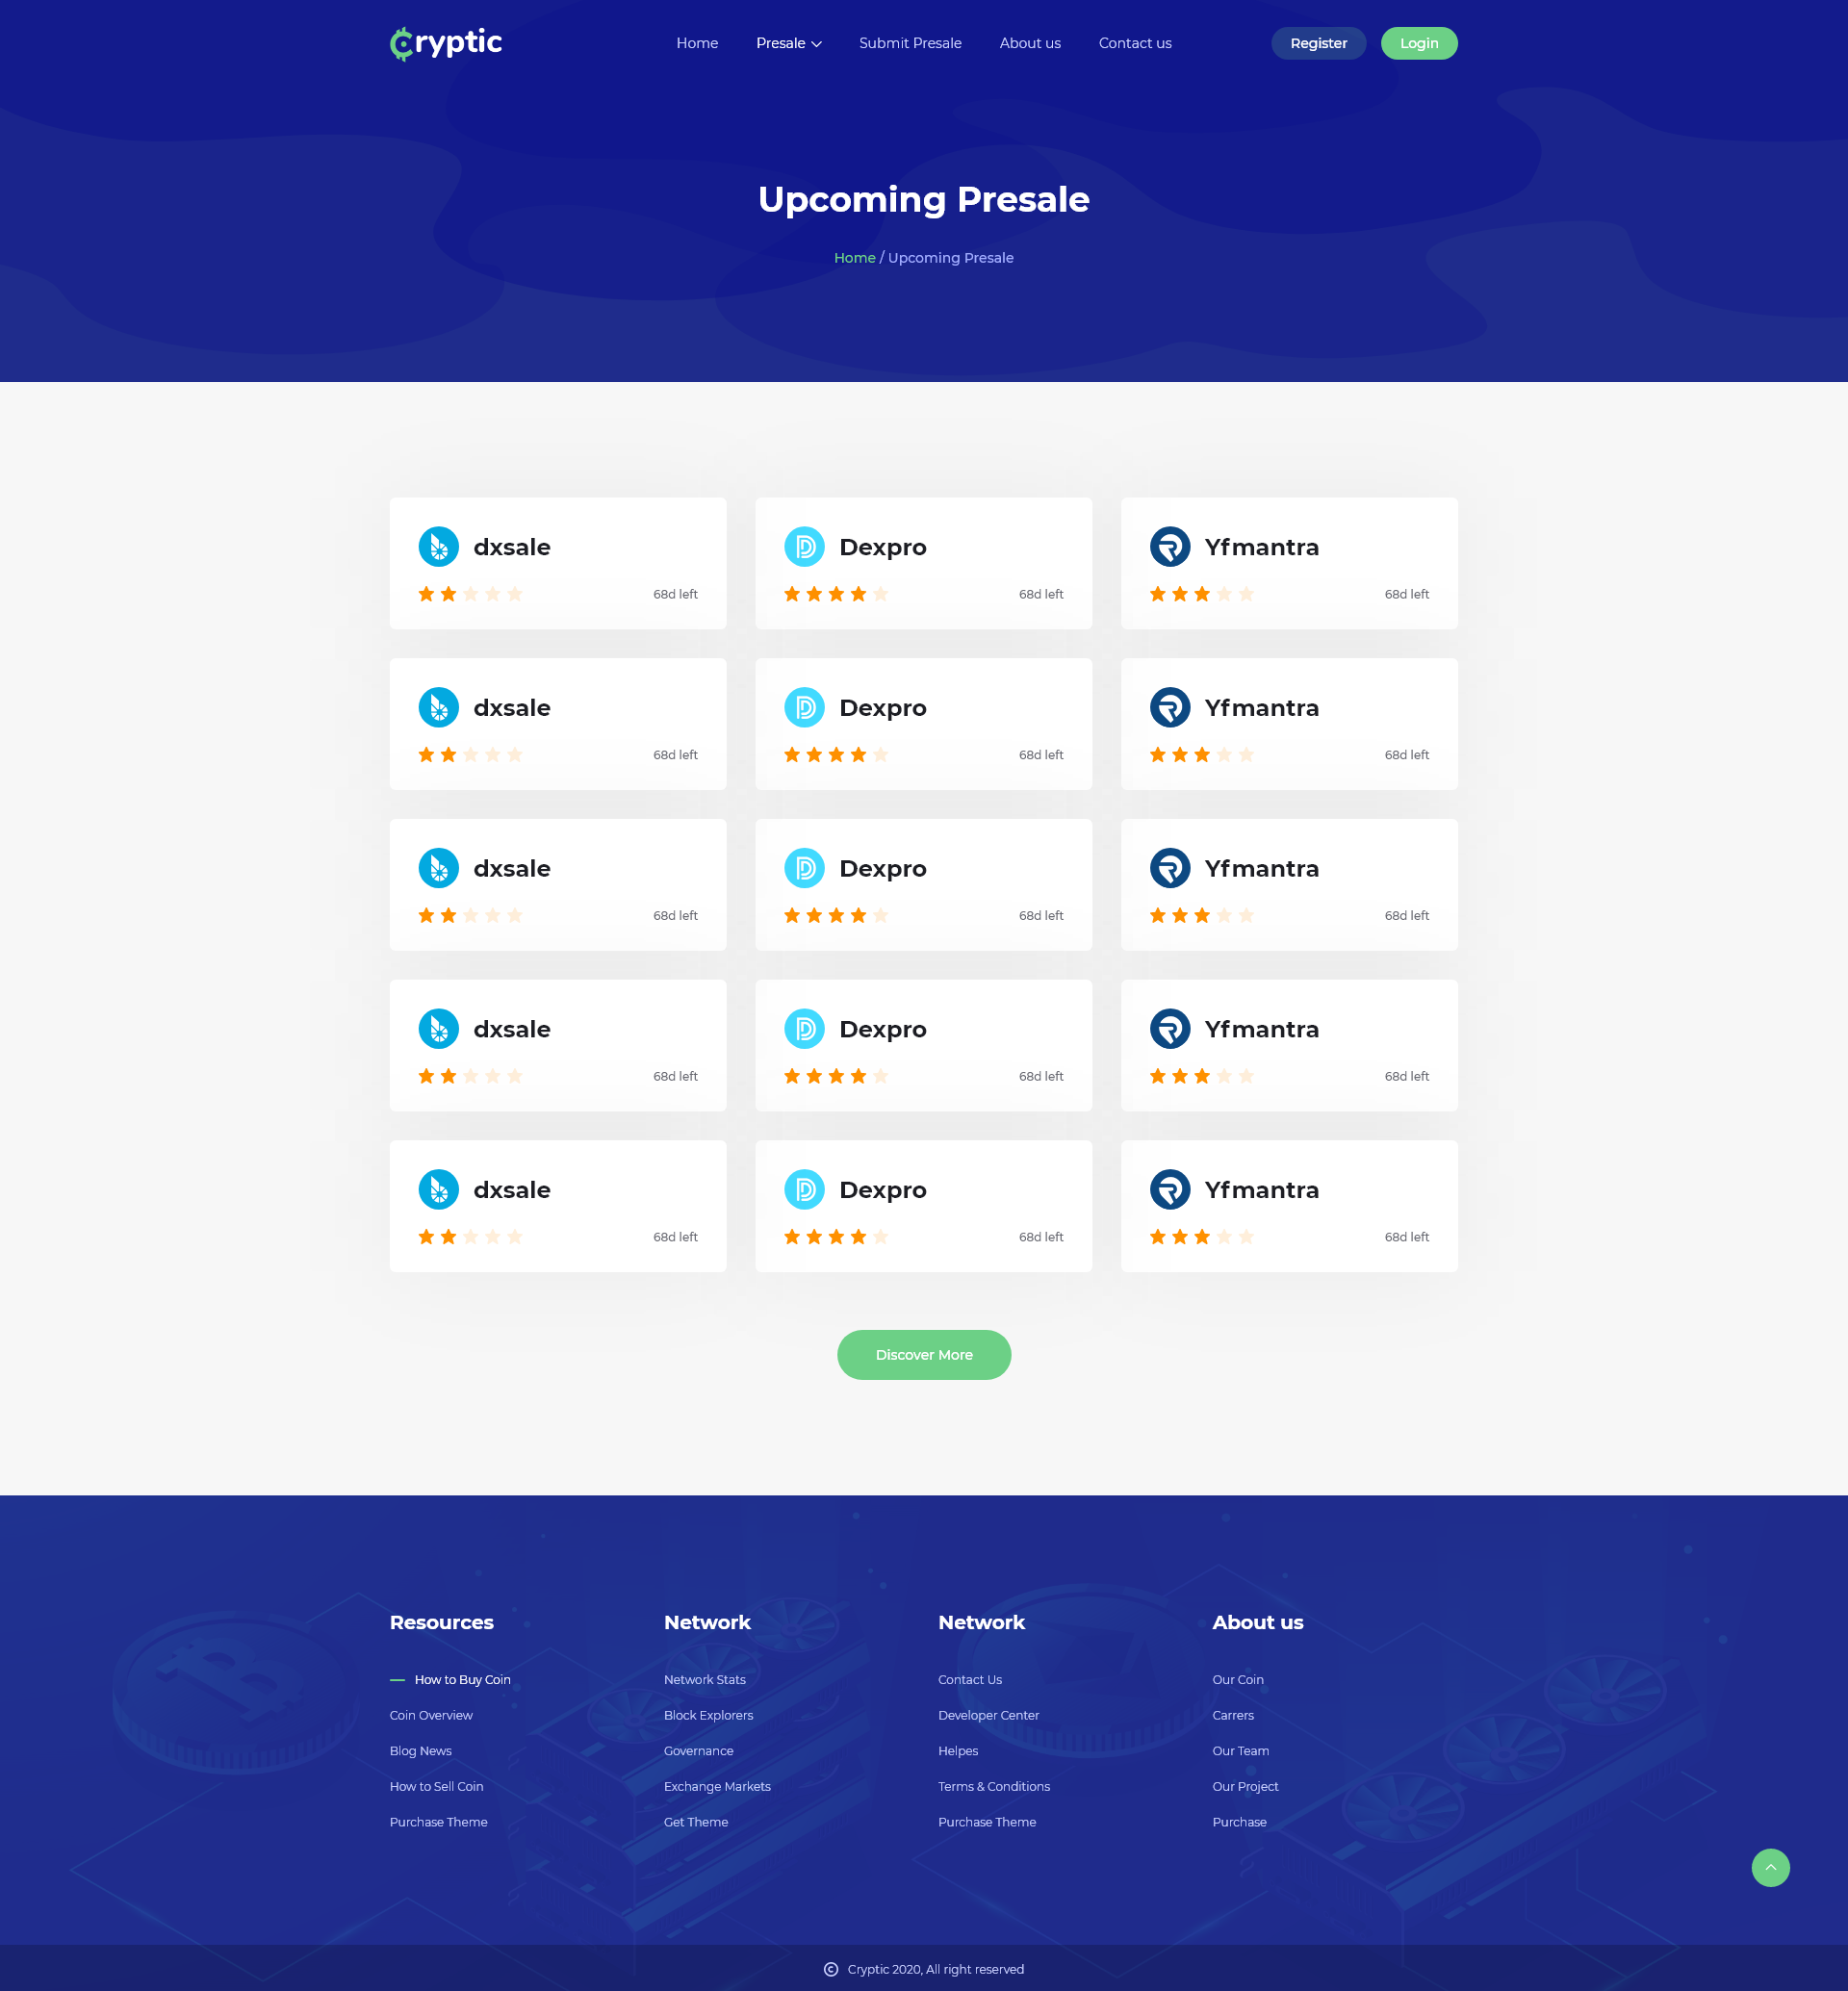 Cryptic
Home Presale Submit Presale About us Contact us Register Login
Upcoming Presale
Home / Upcoming Presale
dxsale Dexpro Yfmantra
68d left 68d left 68d left
dxsale Dexpro Yfmantra
68d left 68d left 68d left
dxsale Dexpro Yfmantra
68d left 68d left 68d left
dxsale Dexpro Yfmantra
68d left 68d left 68d left
dxsale Dexpro Yfmantra
68d left 68d left 68d left
Discover More
Resources Network Network About us
How to Buy Coin Network Stats Contact Us Our Coin
Coin Overview Block Explorers Developer Center Carrers
Blog News Governance Helpes Our Team
How to Sell Coin Exchange Markets Terms & Conditions Our Project
Purchase Theme Get Theme Purchase Theme Purchase
© Cryptic 2020, All right reserved